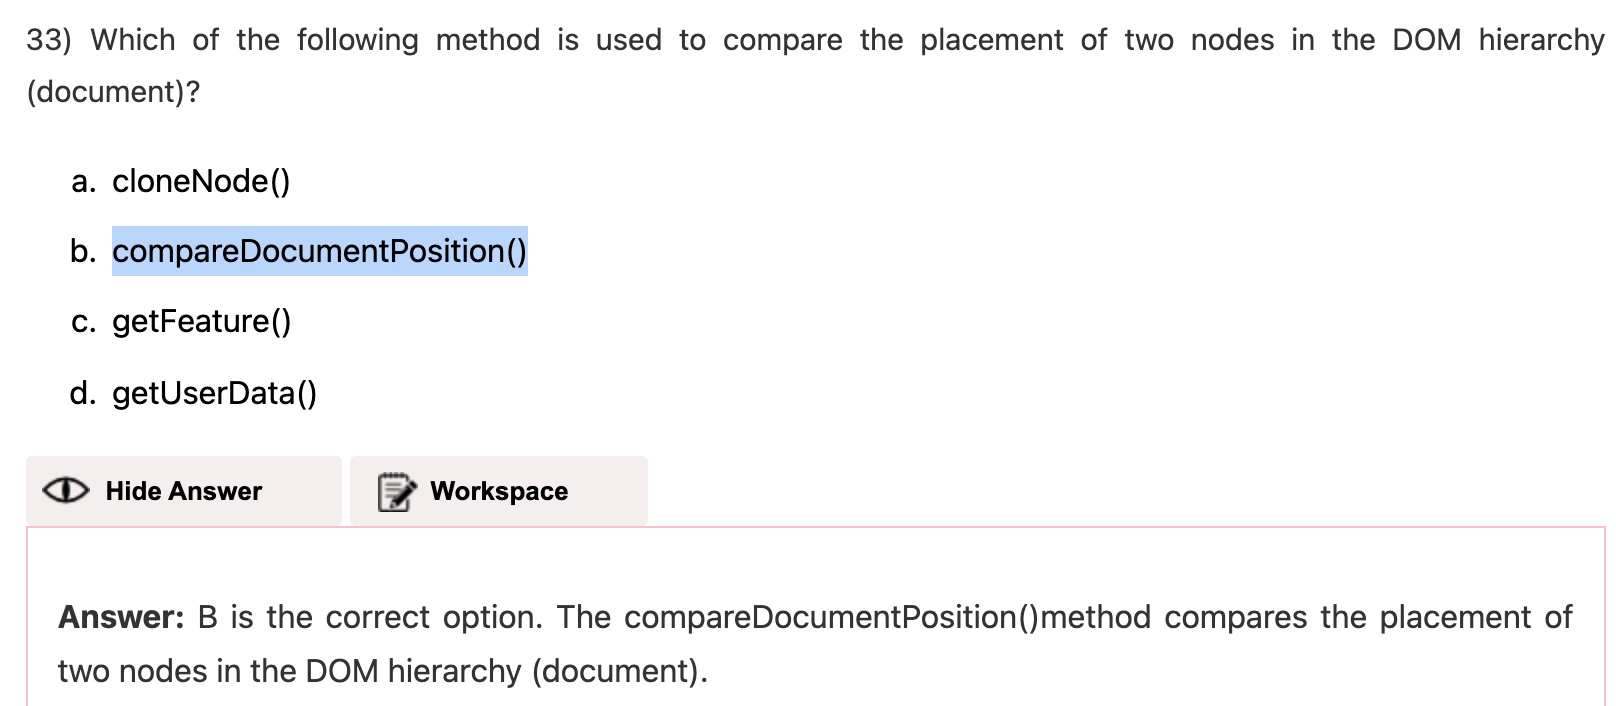 33) Which of the following method is used to compare the placement of two nodes in the DOM hierarchy
(document)?
a. cloneNode()
b. compareDocumentPosition()
c. getFeature()
d. getUserData()
Hide Answer
Workspace
Answer: B is the correct option. The compareDocumentPosition()method compares the placement of
two nodes in the DOM hierarchy (document).